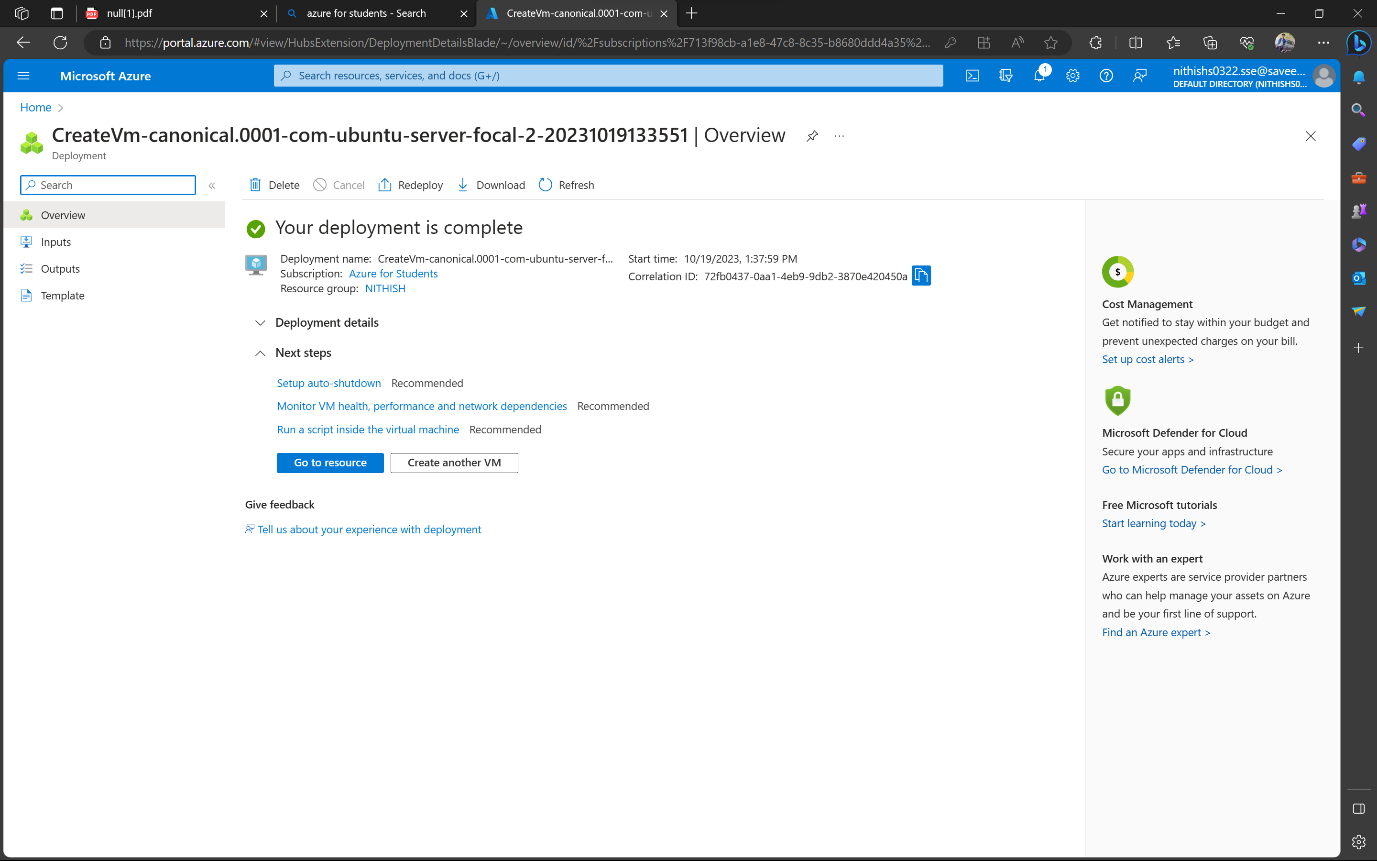 null[1].pdf
azure for students - Search
CreateVm-canonical.0001-com-u
https://portal.azure.com/#view/HubsExtension/DeploymentDetailsBlade/~/overview/id/%2Fsubscriptions%2F713f98cb-a1e8-47c8-8c35-b8680ddd4a35%2...
Microsoft Azure
Search resources, services, and docs (G+/)
1
nithishs0322.sse@savee...
DEFAULT DIRECTORY (NITHISHS0...
Home
CreateVm-canonical.0001-com-ubuntu-server-focal-2-20231019133551 | Overview
Deployment
Search
Delete
Cancel
Redeploy
Download
Refresh
Overview
Inputs
Outputs
Template
Your deployment is complete
Deployment name: CreateVm-canonical.0001-com-ubuntu-server-f...
Subscription: Azure for Students
Resource group: NITHISH
Start time: 10/19/2023, 1:37:59 PM
Correlation ID: 72fb0437-0aa1-4eb9-9db2-3870e420450a
Deployment details
Next steps
Setup auto-shutdown Recommended
Monitor VM health, performance and network dependencies Recommended
Run a script inside the virtual machine Recommended
Go to resource
Create another VM
Give feedback
Tell us about your experience with deployment
Cost Management
Get notified to stay within your budget and
prevent unexpected charges on your bill.
Set up cost alerts >
Microsoft Defender for Cloud
Secure your apps and infrastructure
Go to Microsoft Defender for Cloud >
Free Microsoft tutorials
Start learning today >
Work with an expert
Azure experts are service provider partners
who can help manage your assets on Azure
and be your first line of support.
Find an Azure expert >